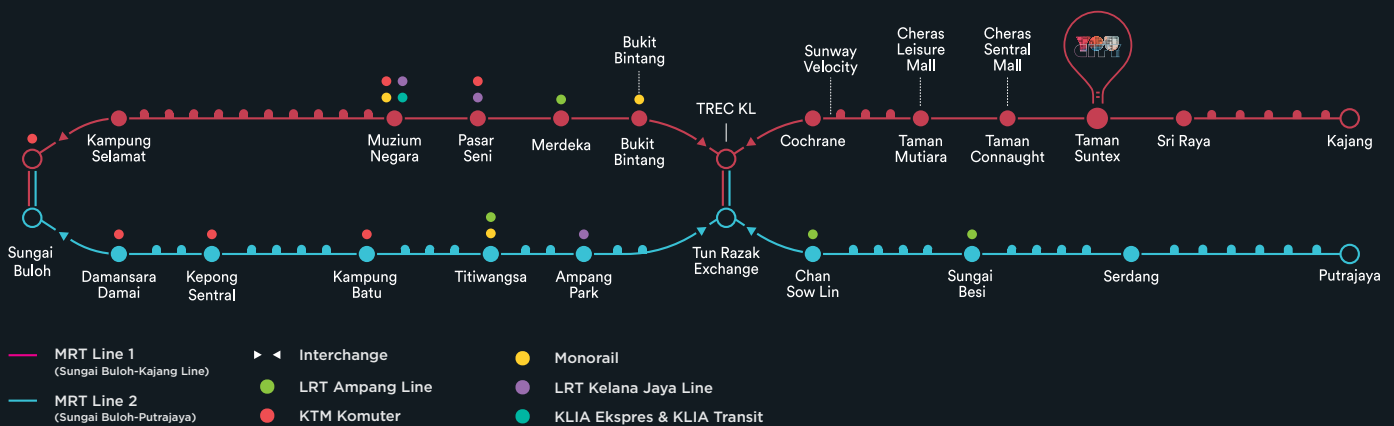 Bukit
Bintang
Sunway
Velocity
Cheras
Leisure
Mall
Cheras
Sentral
Mall
TREC KL
Kampung
Selamat
Muzium
Negara
Pasar
Seni
Merdeka
Bukit
Bintang
Cochrane
Taman
Mutiara
Taman
Connaught
Taman
Suntex
Sri Raya
Kajang
Sungai
Buloh
Damansara
Damai
Kepong
Sentral
Kampung
Batu
Titiwangsa
Ampang
Park
Tun Razak
Exchange
Chan
Sow Lin
Sungai
Besi
Serdang
Putrajaya
MRT Line 1
(Sungai Buloh-Kajang Line)
MRT Line 2
(Sungai Buloh-Putrajaya)
Interchange
LRT Ampang Line
KTM Komuter
Monorail
LRT Kelana Jaya Line
KLIA Ekspres & KLIA Transit